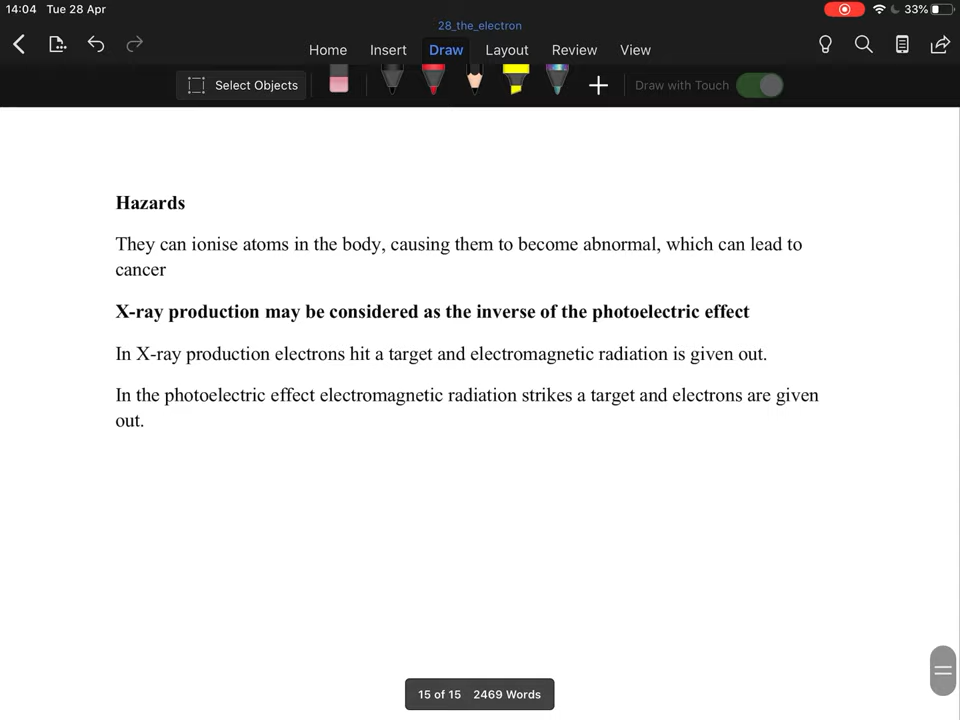 14:04 Tue 28 Apr
33%
28_the_electron
Home Insert Draw Layout Review View
Select Objects
Draw with Touch
Hazards
They can ionise atoms in the body, causing them to become abnormal, which can lead to
cancer
X-ray production may be considered as the inverse of the photoelectric effect
In X-ray production electrons hit a target and electromagnetic radiation is given out.
In the photoelectric effect electromagnetic radiation strikes a target and electrons are given
out.
15 of 15 2469 Words